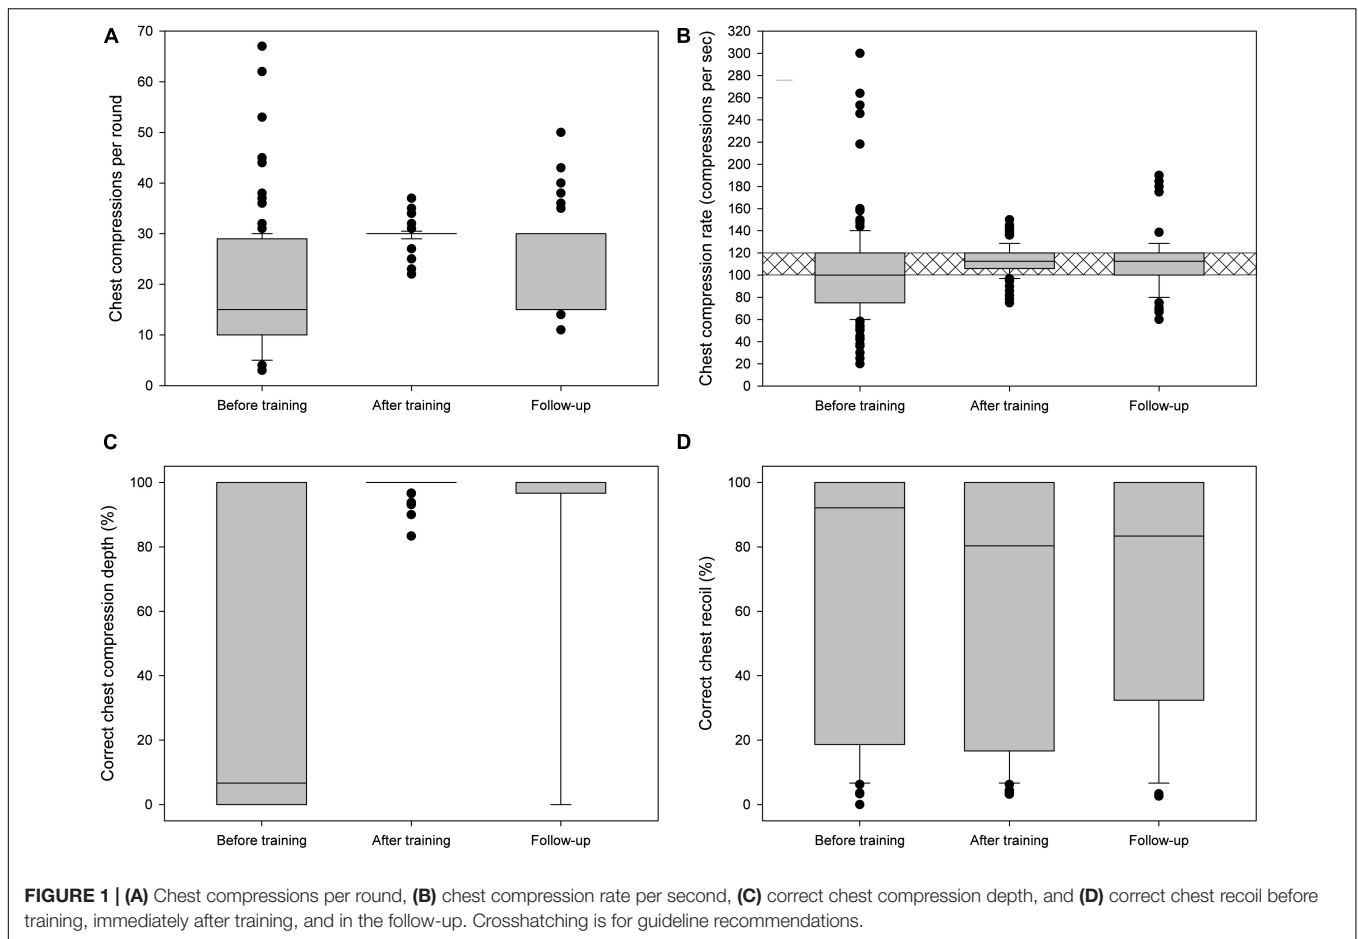 A
Chest compressions per round
70
60
50
40
30
20
10
0
Before training
After training
Follow-up
B
Chest compression rate (compressions per sec)
320
300
280
260
240
220
200
180
160
140
120
100
80
60
40
20
0
Before training
After training
Follow-up
C
Correct chest compression depth (%)
100
80
60
40
20
0
Before training
After training
Follow-up
D
Correct chest recoil (%)
100
80
60
40
20
0
Before training
After training
Follow-up
FIGURE 1 | (A) Chest compressions per round, (B) chest compression rate per second, (C) correct chest compression depth, and (D) correct chest recoil before
training, immediately after training, and in the follow-up. Crosshatching is for guideline recommendations.